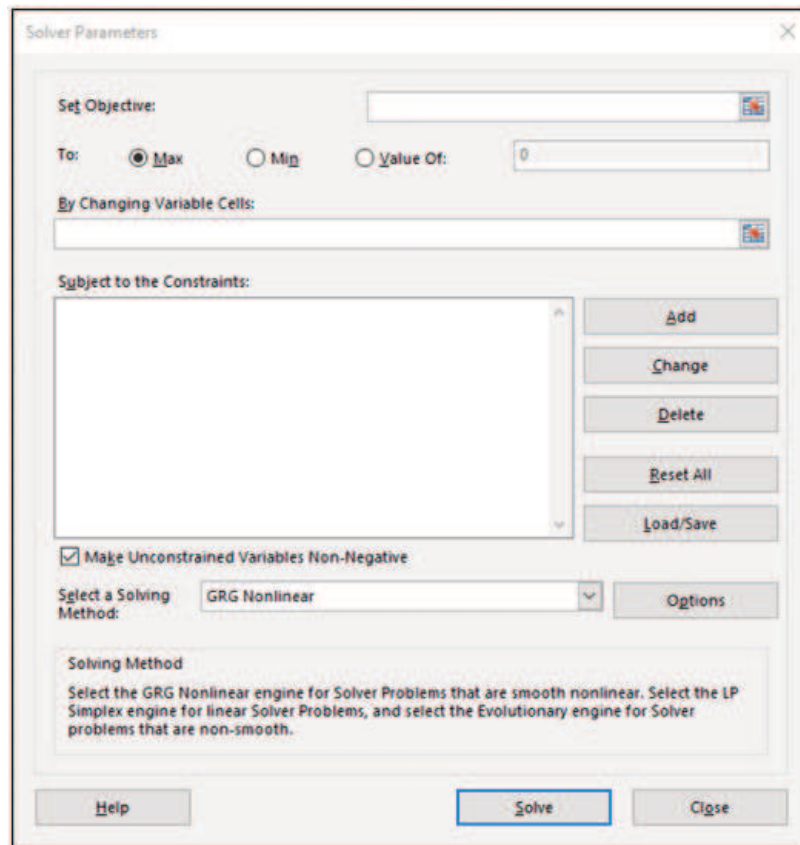 Solver Parameters
Set Objective:
To: Max Min Value Of: 0
By Changing Variable Cells:
Subject to the Constraints:
Add
Change
Delete
Reset All
Load/Save
Make Unconstrained Variables Non-Negative
Select a Solving
Method:
GRG Nonlinear
Options
Solving Method
Select the GRG Nonlinear engine for Solver Problems that are smooth nonlinear. Select the LP
Simplex engine for linear Solver Problems, and select the Evolutionary engine for Solver
problems that are non-smooth.
Help Solve Close